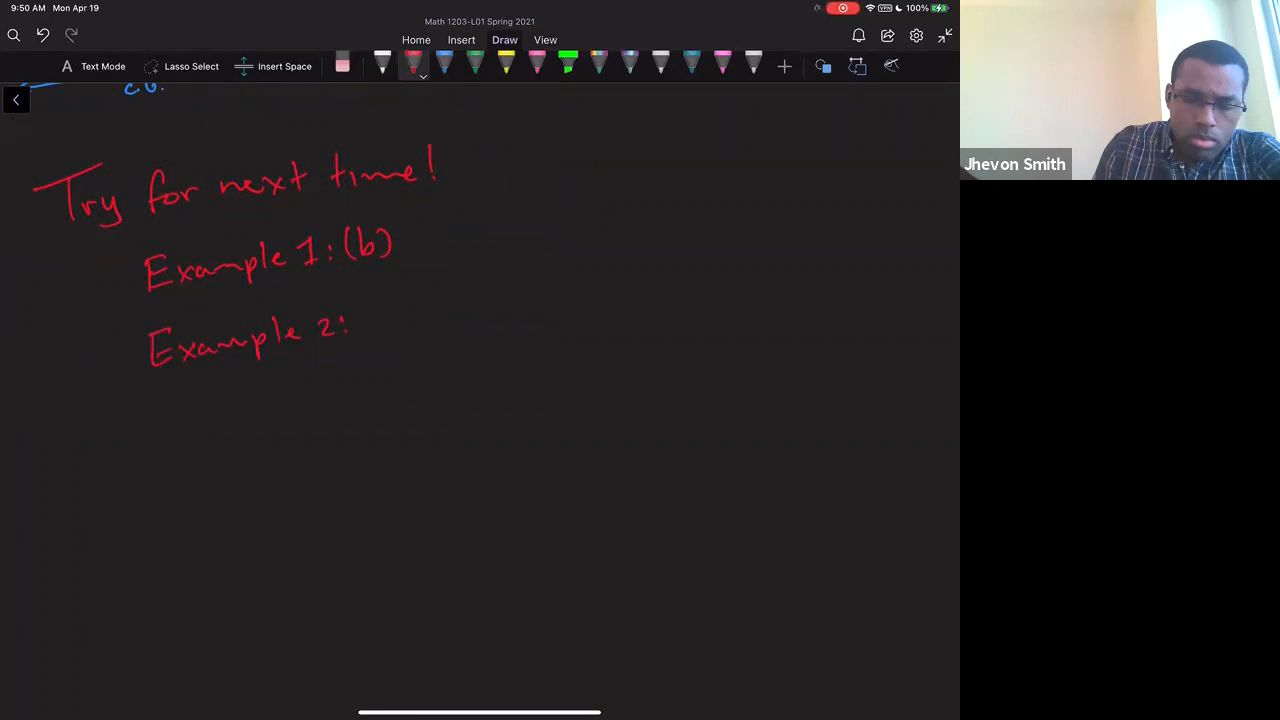 9:50 AM Mon Apr 19
VPN 100%
Math 1203-L01 Spring 2021
Home Insert Draw View
A Text Mode Lasso Select Insert Space
Jhevon Smith
Try for next time!
Example 1: (b)
Example 2: